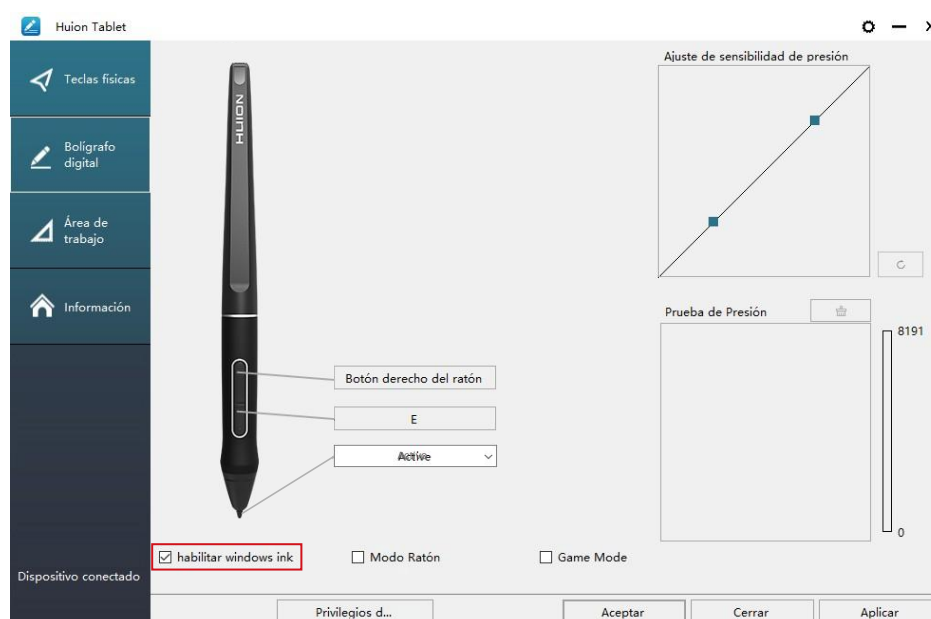 Huion Tablet
Teclas físicas
Bolígrafo
digital
Área de
trabajo
Información
Dispositivo conectado
HUION
Botón derecho del ratón
E
Ajuste de sensibilidad de presión
Prueba de Presión
8191
0
habilitar windows ink
Modo Ratón
Game Mode
Privilegios d...
Aceptar
Cerrar
Aplicar